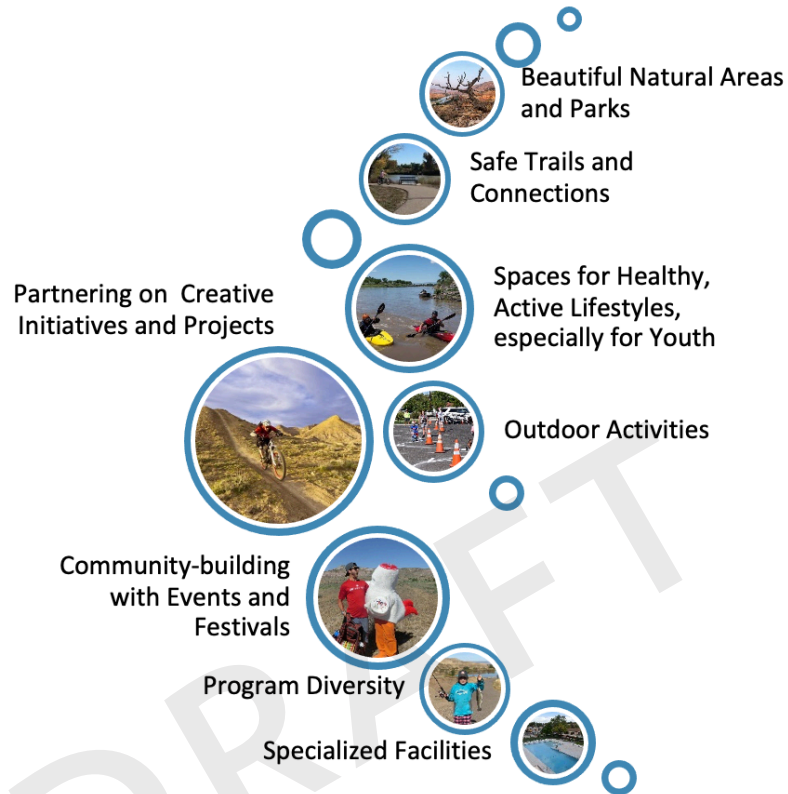 Beautiful Natural Areas
and Parks
Safe Trails and
Connections
Partnering on  Creative
Initiatives and Projects
Spaces for Healthy,
Active Lifestyles,
especially for Youth
Outdoor Activities
Community-building
with Events and
Festivals
Program Diversity
Specialized Facilities
DRAFT